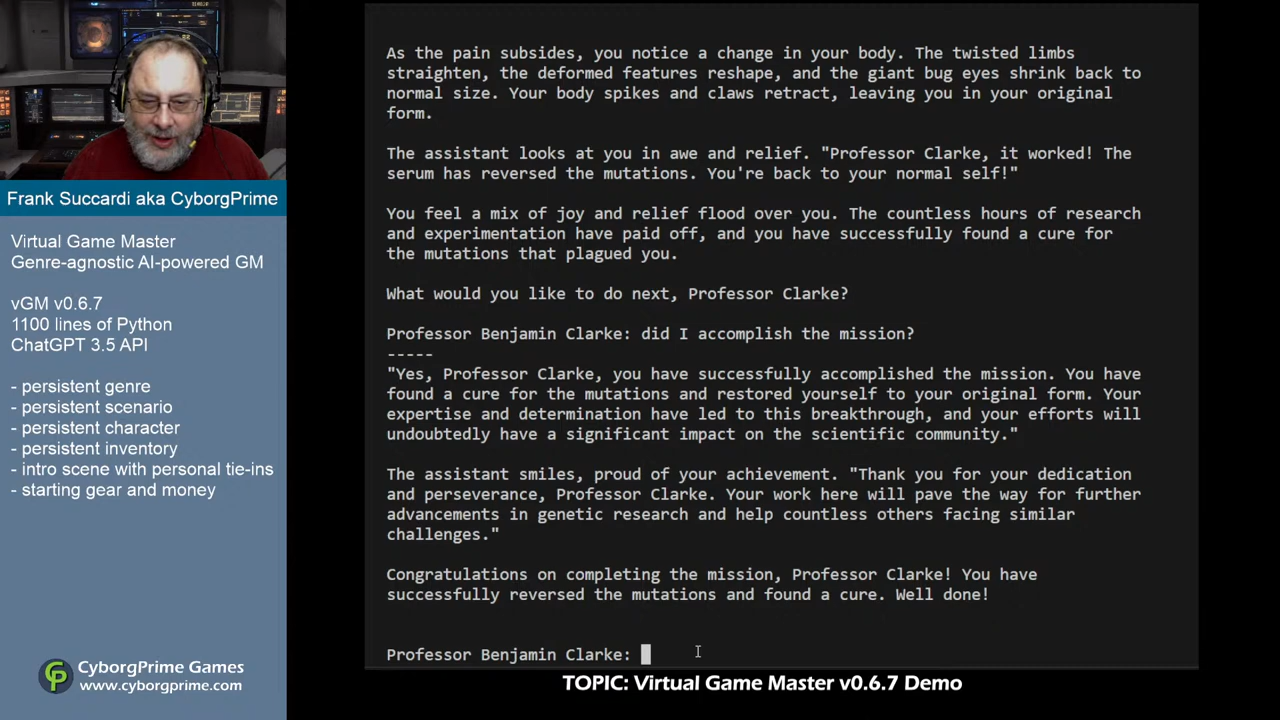 Frank Succardi aka CyborgPrime
Virtual Game Master
Genre-agnostic AI-powered GM
vGM v0.6.7
1100 lines of Python
ChatGPT 3.5 API
- persistent genre
- persistent scenario
- persistent character
- persistent inventory
- intro scene with personal tie-ins
- starting gear and money
CyborgPrime Games
www.cyborgprime.com
As the pain subsides, you notice a change in your body. The twisted limbs
straighten, the deformed features reshape, and the giant bug eyes shrink back to
normal size. Your body spikes and claws retract, leaving you in your original
form.
The assistant looks at you in awe and relief. "Professor Clarke, it worked! The
serum has reversed the mutations. You're back to your normal self!"
You feel a mix of joy and relief flood over you. The countless hours of research
and experimentation have paid off, and you have successfully found a cure for
the mutations that plagued you.
What would you like to do next, Professor Clarke?
Professor Benjamin Clarke: did I accomplish the mission?
-----
"Yes, Professor Clarke, you have successfully accomplished the mission. You have
found a cure for the mutations and restored yourself to your original form. Your
expertise and determination have led to this breakthrough, and your efforts will
undoubtedly have a significant impact on the scientific community."
The assistant smiles, proud of your achievement. "Thank you for your dedication
and perseverance, Professor Clarke. Your work here will pave the way for further
advancements in genetic research and help countless others facing similar
challenges."
Congratulations on completing the mission, Professor Clarke! You have
successfully reversed the mutations and found a cure. Well done!
Professor Benjamin Clarke:
TOPIC: Virtual Game Master v0.6.7 Demo